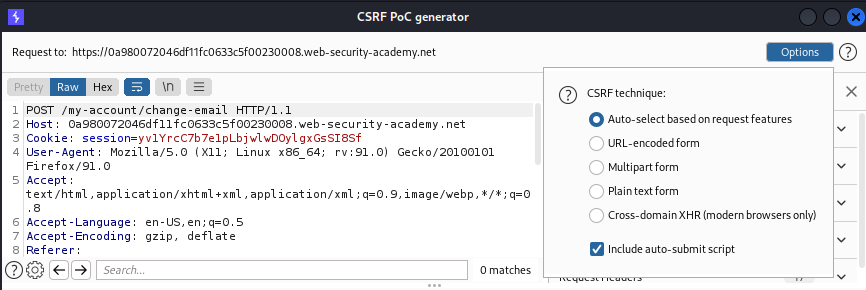 CSRF PoC generator
Request to: https://0a980072046df11fc0633c5f00230008.web-security-academy.net
Options
?
Pretty Raw Hex \n
1 POST /my-account/change-email HTTP/1.1
2 Host: 0a980072046df11fc0633c5f00230008.web-security-academy.net
3 Cookie: session=yv1YrcC7b7e1pLbjwlwDOylgxGsSI8Sf
4 User-Agent: Mozilla/5.0 (X11; Linux x86_64; rv:91.0) Gecko/20100101
Firefox/91.0
5 Accept:
text/html,application/xhtml+xml,application/xml;q=0.9,image/webp,*/*;q=0
.8
6 Accept-Language: en-US,en;q=0.5
7 Accept-Encoding: gzip, deflate
8 Referer:
? Search... 0 matches
? CSRF technique:
Auto-select based on request features
URL-encoded form
Multipart form
Plain text form
Cross-domain XHR (modern browsers only)
Include auto-submit script
Request Headers